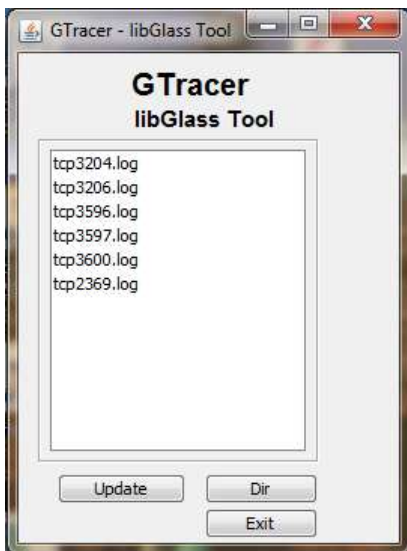 GTracer - libGlass Tool
GTracer
libGlass Tool
tcp3204.log
tcp3206.log
tcp3596.log
tcp3597.log
tcp3600.log
tcp2369.log
Update Dir
Exit